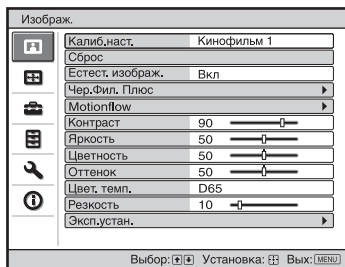 Изображ.
Калиб.наст. Кинофильм 1
Сброс
Естест. изображ. Вкл
Чер.Фил. Плюс
Motionflow
Контраст 90
Яркость 50
Цветность 50
Оттенок 50
Цвет. темп. D65
Резкость 10
Эксп.устан.
Выбор: Установка: Вых: MENU